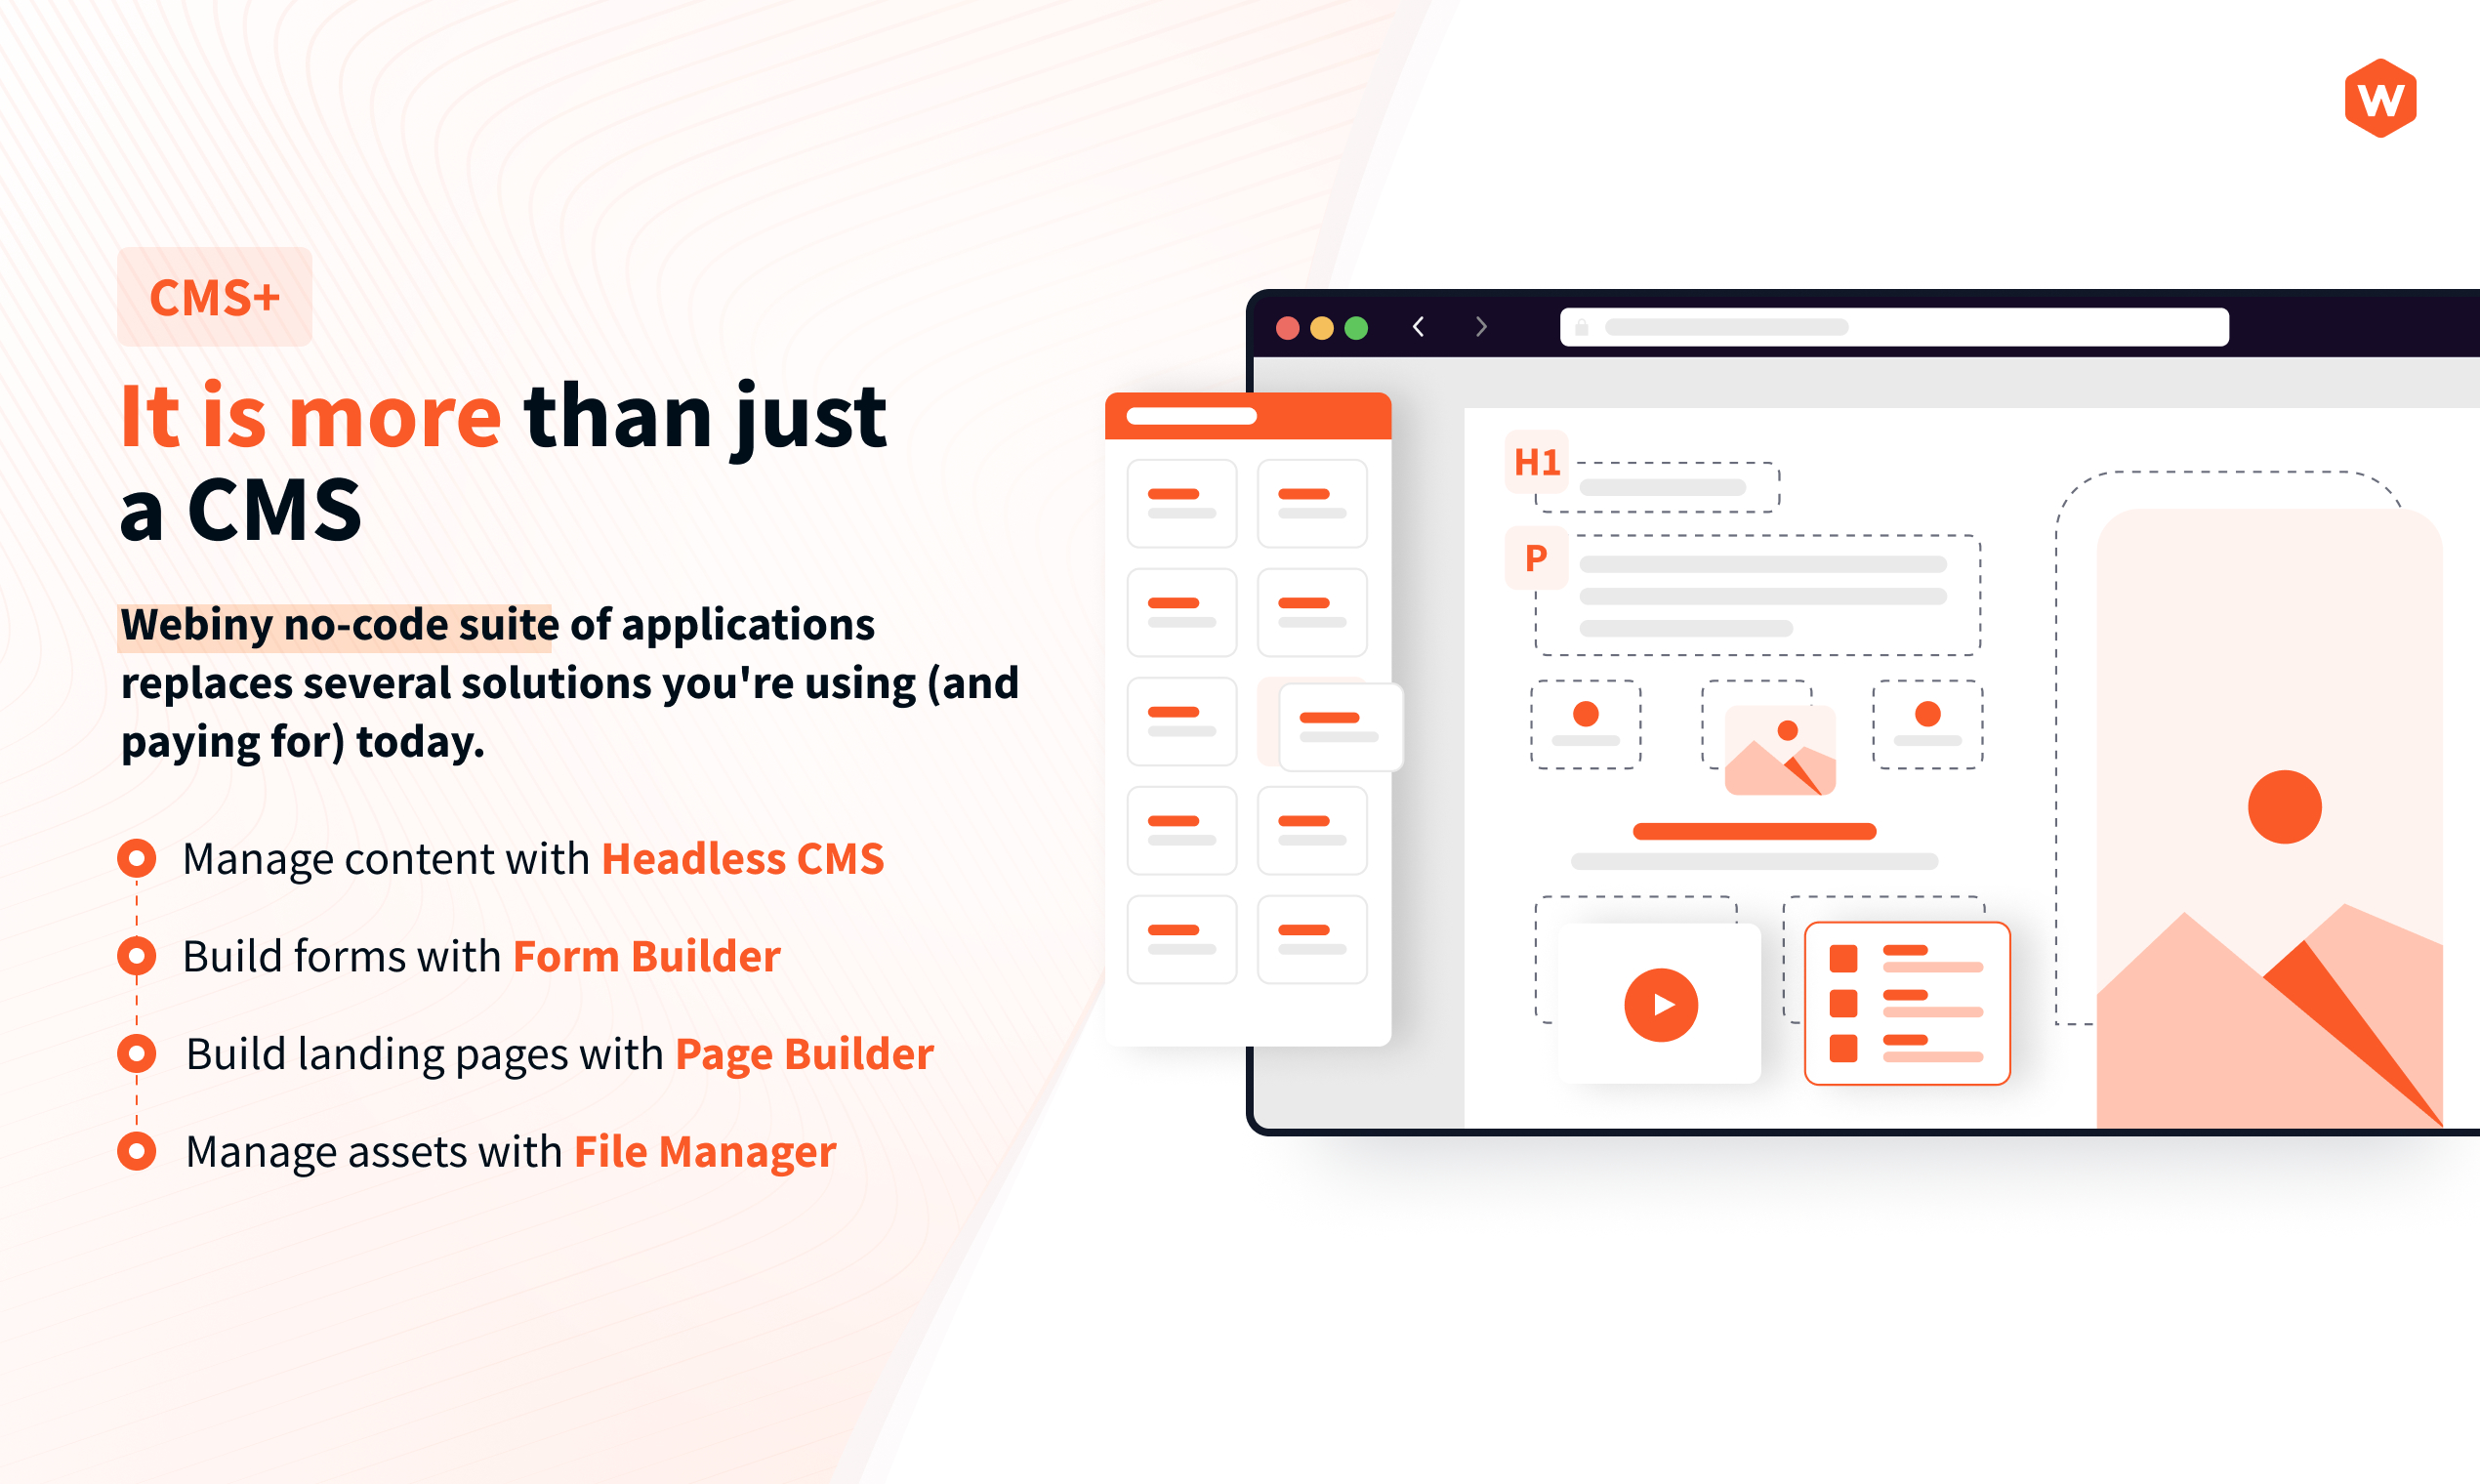 W
CMS+
It is more than just
a CMS
Webiny no-code suite of applications
replaces several solutions you're using (and
paying for) today.
Manage content with Headless CMS
Build forms with Form Builder
Build landing pages with Page Builder
Manage assets with File Manager
H1
P